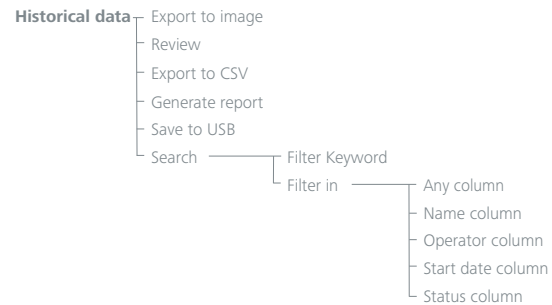 Historical data Export to image
Review
Export to CSV
Generate report
Save to USB
Search Filter Keyword
Filter in Any column
Name column
Operator column
Start date column
Status column